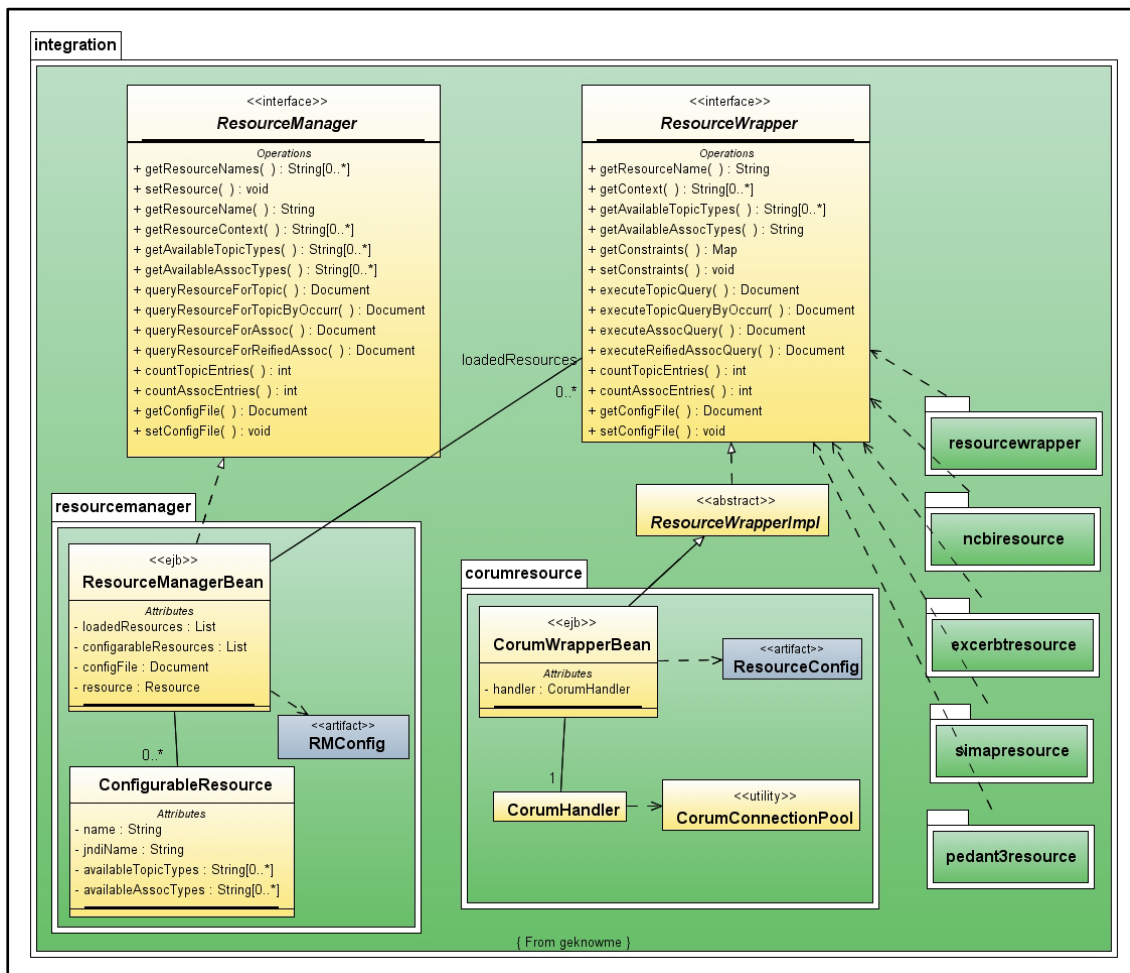 integration
<<interface>>
ResourceManager
Operations
+ getResourceNames( ) : String[0..*]
+ setResource( ) : void
+ getResourceName( ) : String
+ getResourceContext( ) : String[0..*]
+ getAvailableTopicTypes( ) : String[0..*]
+ getAvailableAssocTypes( ) : String[0..*]
+ queryResourceForTopic( ) : Document
+ queryResourceForTopicByOccurr( ) : Document
+ queryResourceForAssoc( ) : Document
+ queryResourceForReifiedAssoc( ) : Document
+ countTopicEntries( ) : int
+ countAssocEntries( ) : int
+ getConfigFile( ) : Document
+ setConfigFile( ) : void
<<interface>>
ResourceWrapper
Operations
+ getResourceName( ) : String
+ getContext( ) : String[0..*]
+ getAvailableTopicTypes( ) : String[0..*]
+ getAvailableAssocTypes( ) : String
+ getConstraints( ) : Map
+ setConstraints( ) : void
+ executeTopicQuery( ) : Document
+ executeTopicQueryByOccurr( ) : Document
+ executeAssocQuery( ) : Document
+ executeReifiedAssocQuery( ) : Document
+ countTopicEntries( ) : int
+ countAssocEntries( ) : int
+ getConfigFile( ) : Document
+ setConfigFile( ) : void
loadedResources
0..*
resourcemanager
<<ejb>>
ResourceManagerBean
Attributes
- loadedResources : List
- configarableResources : List
- configFile : Document
- resource : Resource
<<artifact>>
RMConfig
0..*
ConfigurableResource
Attributes
- name : String
- jndiName : String
- availableTopicTypes : String[0..*]
- availableAssocTypes : String[0..*]
<<abstract>>
ResourceWrapperImpl
corumresource
<<ejb>>
CorumWrapperBean
Attributes
- handler : CorumHandler
<<artifact>>
ResourceConfig
1
CorumHandler
<<utility>>
CorumConnectionPool
resourcewrapper
ncbiresource
excerbtresource
simapresource
pedant3resource
{ From geknowme }